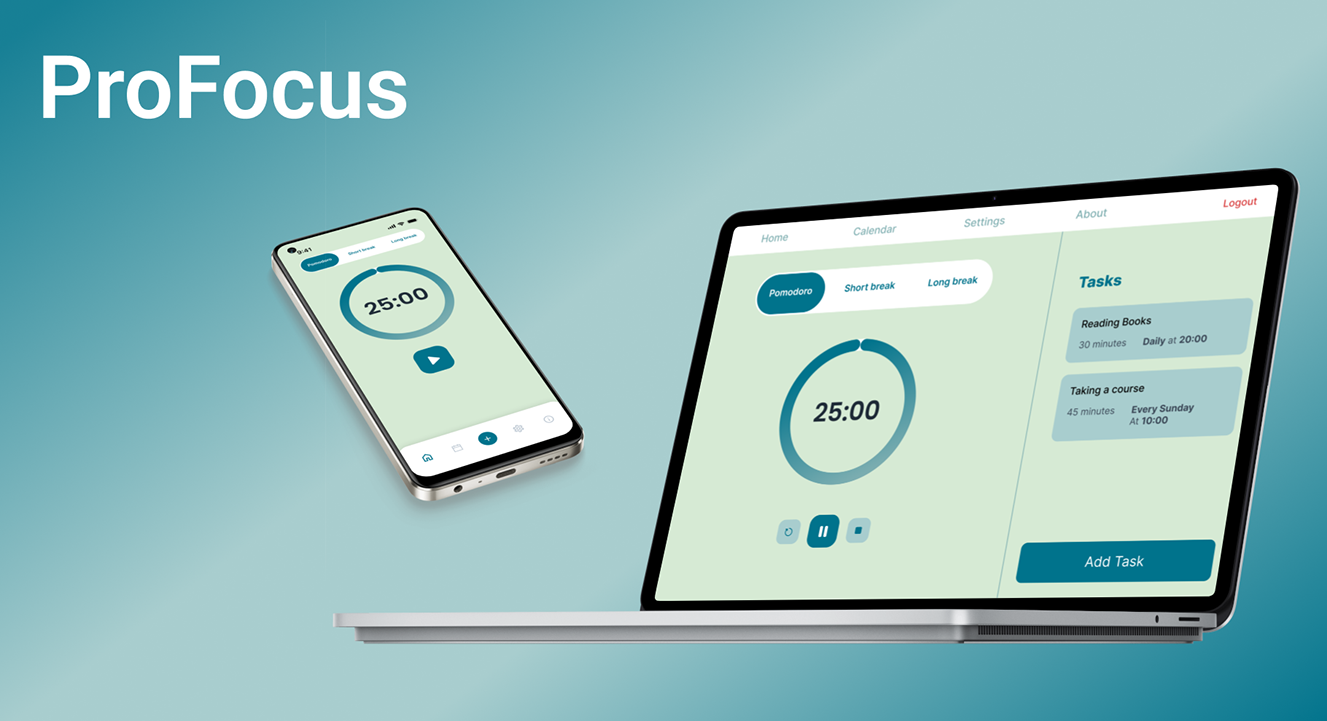 ProFocus
9:41
Pomodoro Short break Long break
25:00
Home Calendar Settings About Logout
Pomodoro Short break Long break
25:00
Tasks
Reading Books
30 minutes Daily at 20:00
Taking a course
45 minutes Every Sunday
At 10:00
Add Task